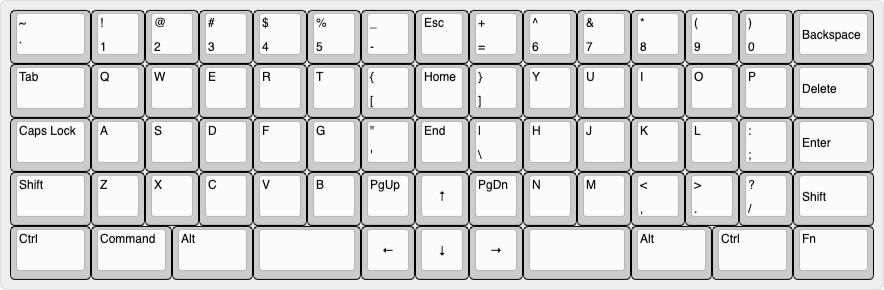 ~ ! @ # $ % _ Esc + ^ & * ( ) Backspace
` 1 2 3 4 5 - = 6 7 8 9 0
Tab Q W E R T { Home } Y U I O P Delete
[ ]
Caps Lock A S D F G " End | H J K L : Enter
' \ ;
Shift Z X C V B PgUp ↑ PgDn N M < > ? Shift
, . /
Ctrl Command Alt ← ↓ → Alt Ctrl Fn